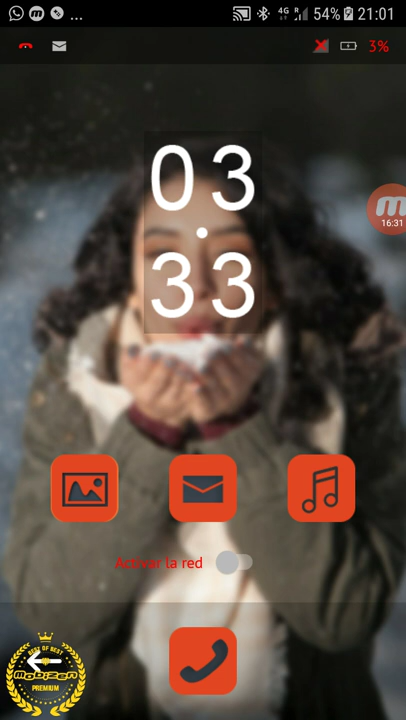 ... 4G R 54% 21:01
3%
03
33
16:31
Activar la red
BEST OF BEST
MOBIZEN
PREMIUM